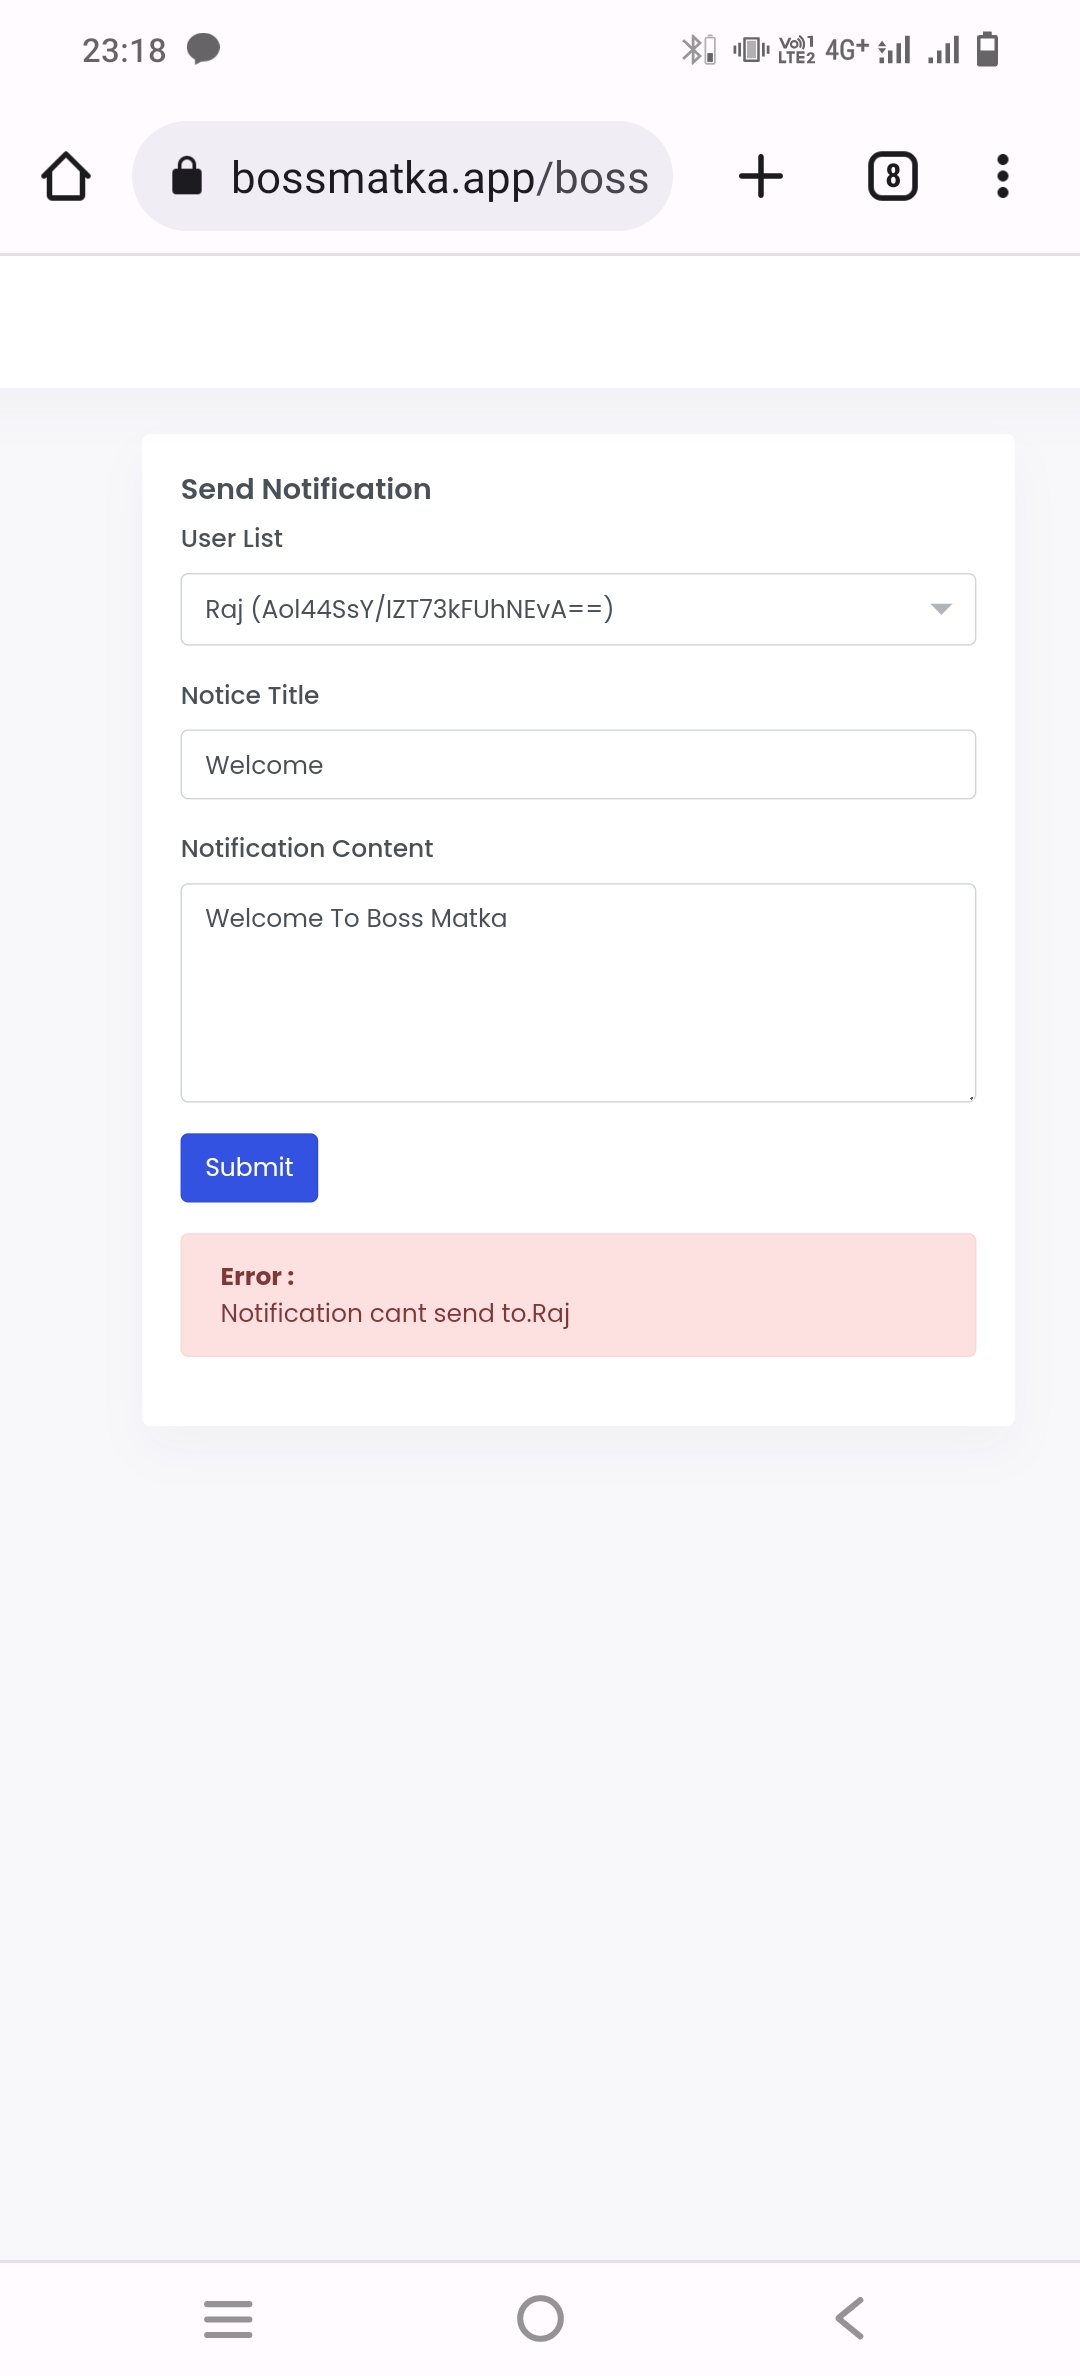 23:18
Vo)) 1
LTE2
4G+
bossmatka.app/boss
8
Send Notification
User List
Raj (Aol44SsY/IZT73kFUhNEvA==)
Notice Title
Welcome
Notification Content
Welcome To Boss Matka
Submit
Error :
Notification cant send to.Raj